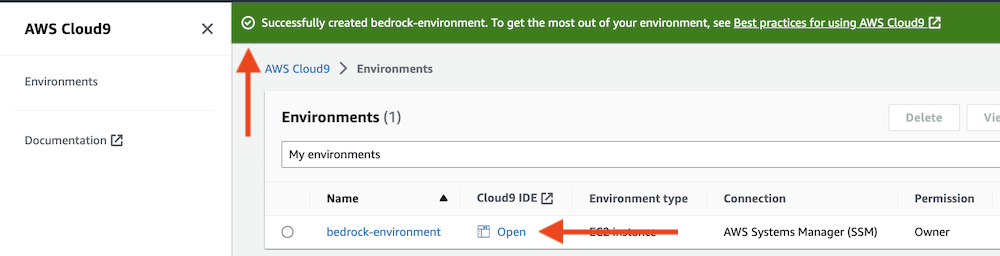 AWS Cloud9
Successfully created bedrock-environment. To get the most out of your environment, see Best practices for using AWS Cloud9
Environments
Documentation
AWS Cloud9 > Environments
Environments (1)
Delete
Vie
My environments
Name
Cloud9 IDE
Environment type
Connection
Permission
bedrock-environment
Open
EC2 instance
AWS Systems Manager (SSM)
Owner